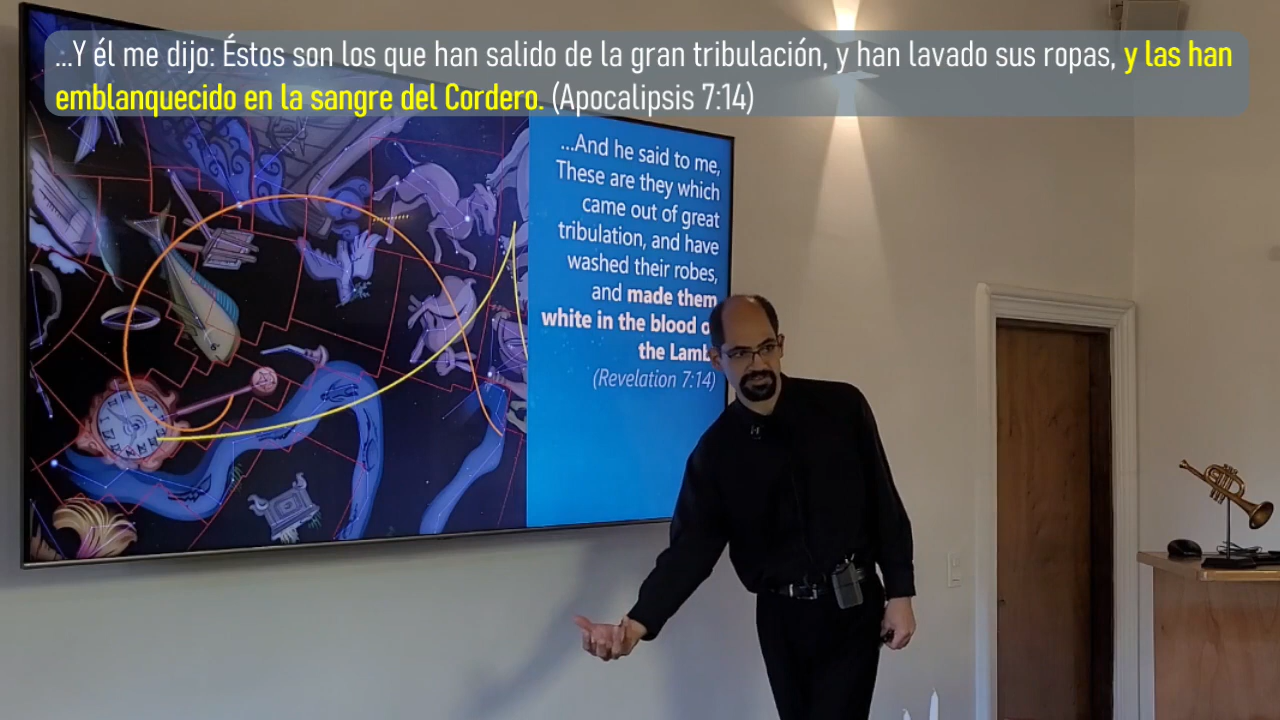 ...Y él me dijo: Éstos son los que han salido de la gran tribulación, y han lavado sus ropas, y las han
emblanquecido en la sangre del Cordero. (Apocalipsis 7:14)
...And he said to me,
These are they which
came out of great
tribulation, and have
washed their robes,
and made them
white in the blood o
the Lamb
(Revelation 7:14)